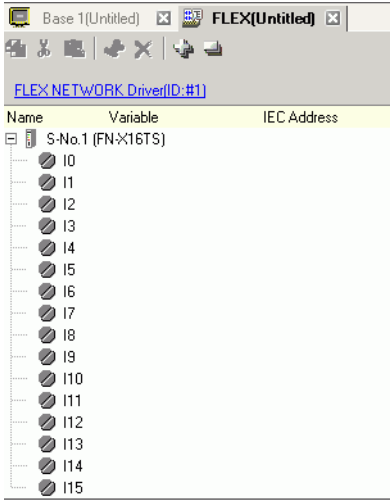 Base 1(Untitled) FLEX(Untitled)
FLEX NETWORK Driver(ID:#1)
Name Variable IEC Address
S-No.1 (FN-X16TS)
I0
I1
I2
I3
I4
I5
I6
I7
I8
I9
I10
I11
I12
I13
I14
I15